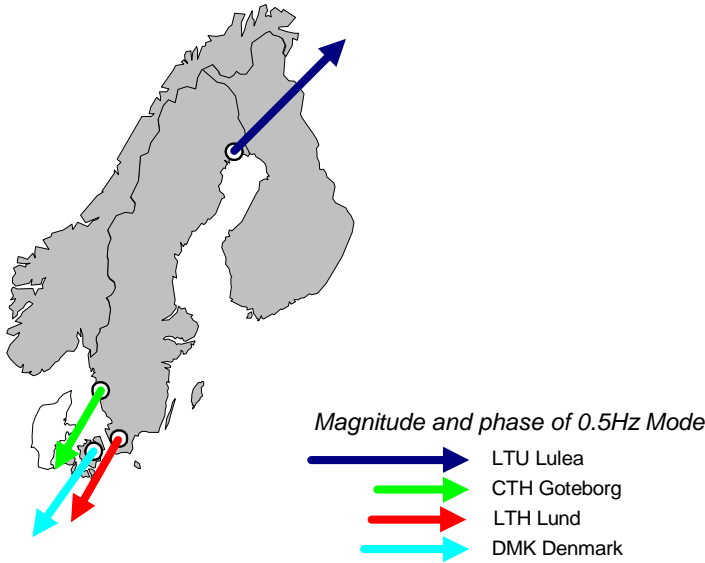 Magnitude and phase of 0.5Hz Mode
LTU Lulea
CTH Goteborg
LTH Lund
DMK Denmark